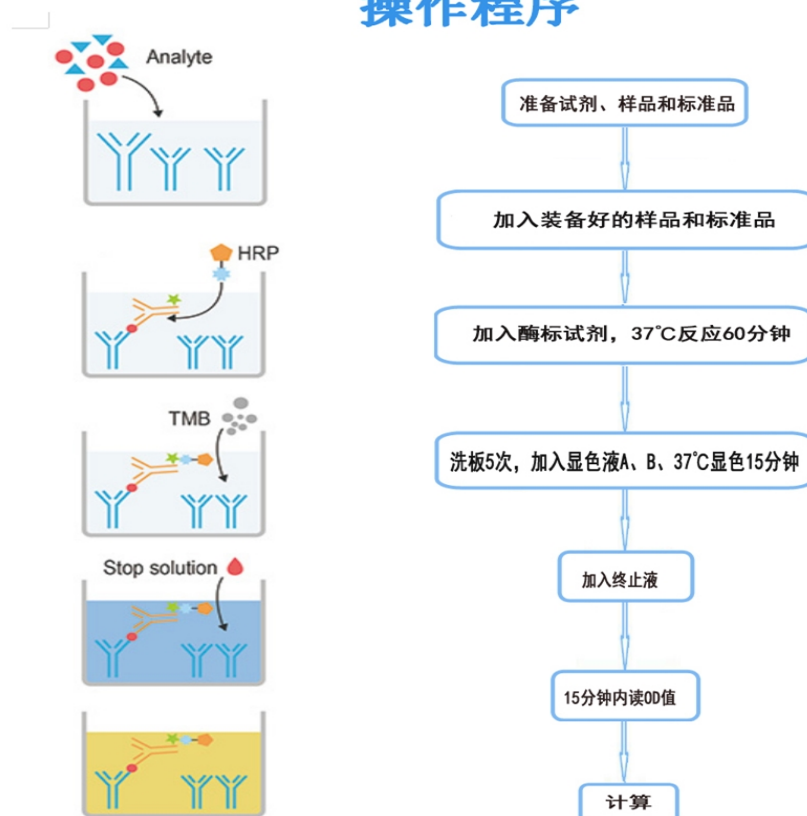 操作程序
Analyte
HRP
TMB
Stop solution
准备试剂、样品和标准品
加入装备好的样品和标准品
加入酶标试剂，37℃反应60分钟
洗板5次，加入显色液A、B、37℃显色15分钟
加入终止液
15分钟内读OD值
计算